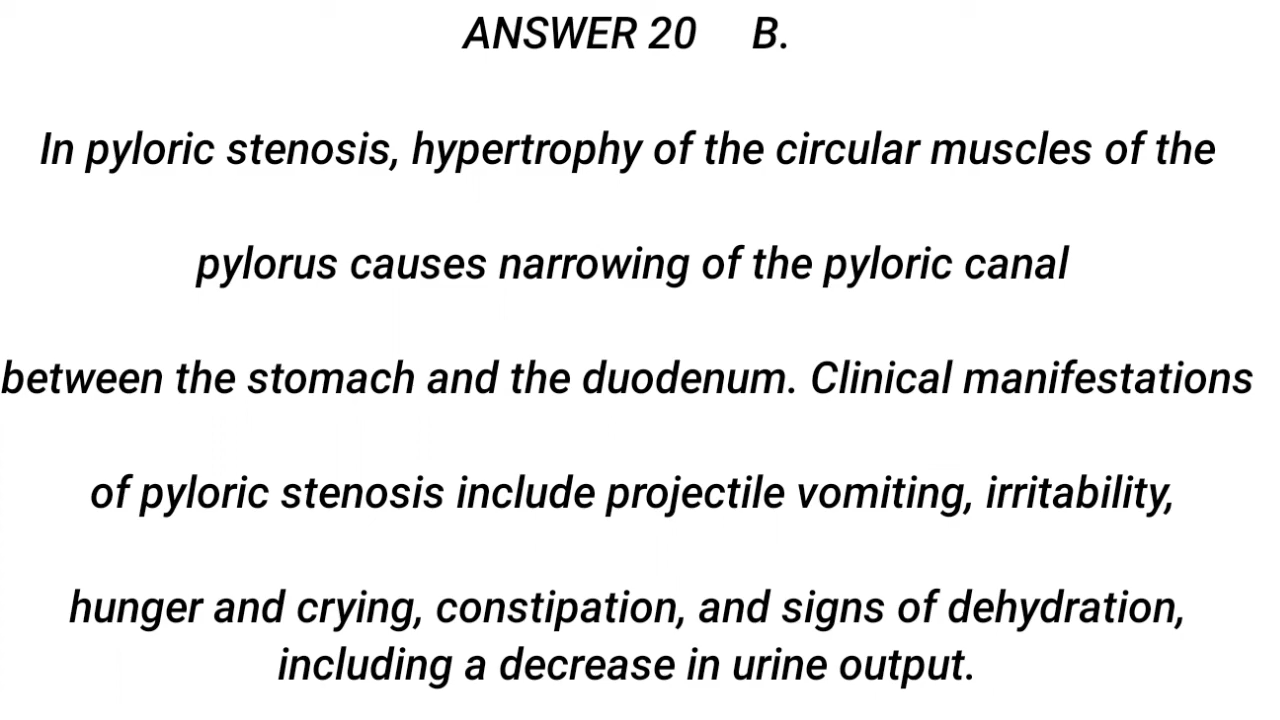 ANSWER 20 B.
In pyloric stenosis, hypertrophy of the circular muscles of the
pylorus causes narrowing of the pyloric canal
between the stomach and the duodenum. Clinical manifestations
of pyloric stenosis include projectile vomiting, irritability,
hunger and crying, constipation, and signs of dehydration,
including a decrease in urine output.